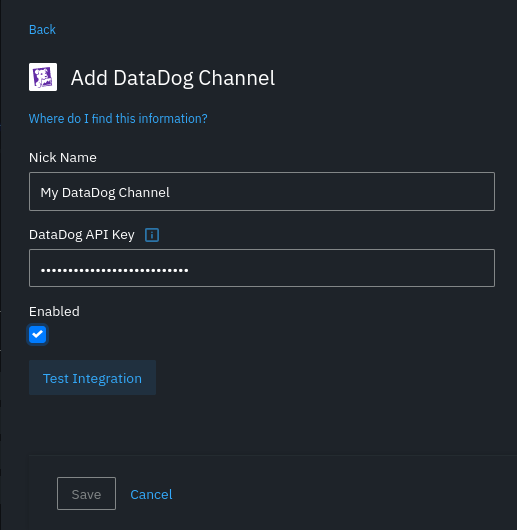 Back
Add DataDog Channel
Where do I find this information?
Nick Name
My DataDog Channel
DataDog API Key
•••••••••••••••••••••••••••
Enabled
Test Integration
Save Cancel